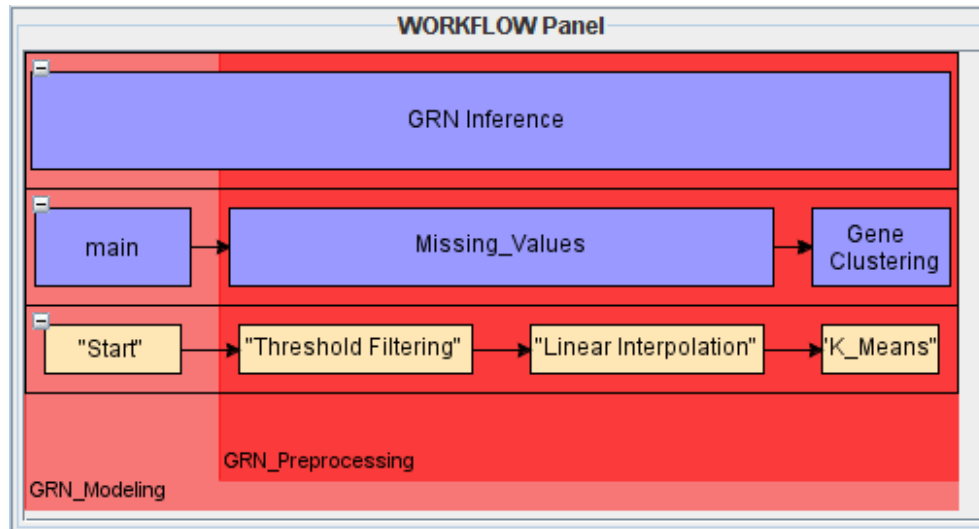 WORKFLOW Panel
GRN Inference
main
Missing_Values
Gene
Clustering
"Start"
"Threshold Filtering"
"Linear Interpolation"
"K_Means"
GRN_Preprocessing
GRN_Modeling